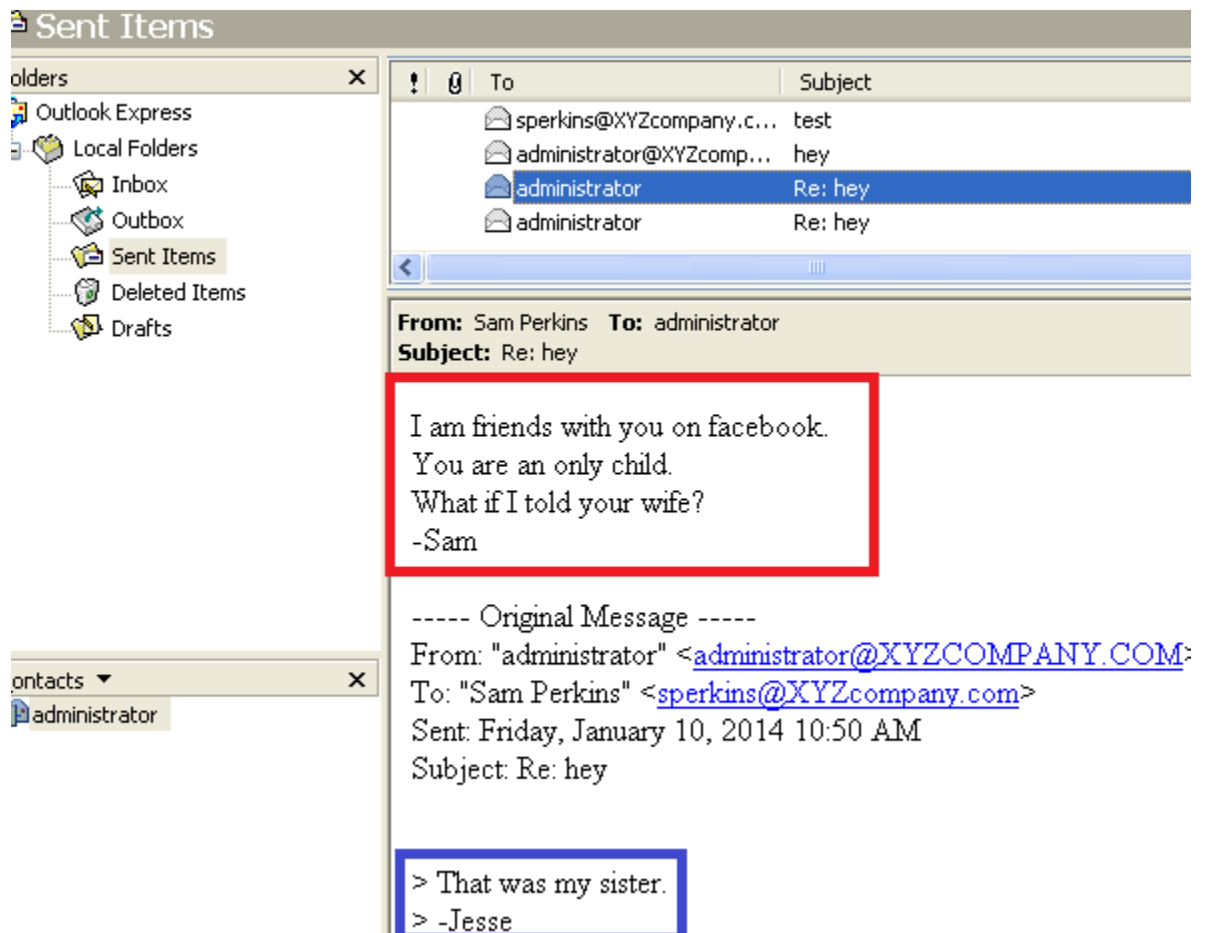 Sent Items
olders
Outlook Express
Local Folders
Inbox
Outbox
Sent Items
Deleted Items
Drafts
ontacts
administrator
! To Subject
sperkins@XYZcompany.c... test
administrator@XYZcomp... hey
administrator Re: hey
administrator Re: hey
From: Sam Perkins To: administrator
Subject: Re: hey
I am friends with you on facebook.
You are an only child.
What if I told your wife?
-Sam
----- Original Message -----
From: "administrator" <administrator@XYZCOMPANY.COM>
To: "Sam Perkins" <sperkins@XYZcompany.com>
Sent: Friday, January 10, 2014 10:50 AM
Subject: Re: hey
> That was my sister.
> -Jesse